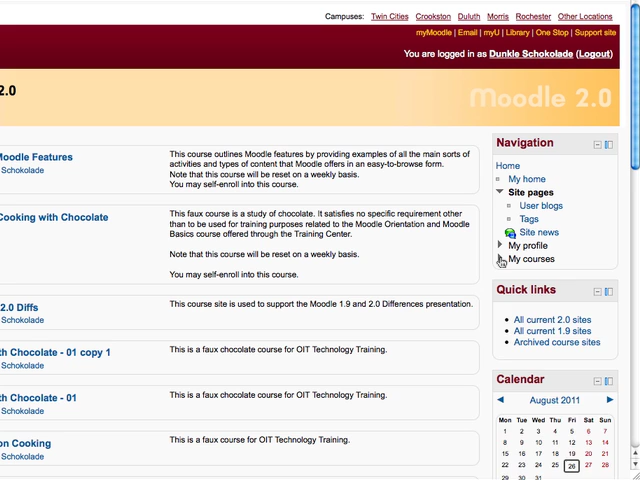 Campuses: Twin Cities Crookston Duluth Morris Rochester Other Locations
myMoodle | Email | myU | Library | One Stop | Support site
You are logged in as Dunkle Schokolade (Logout)
2.0
moodle 2.0
Moodle Features
Schokolade
This course outlines Moodle features by providing examples of all the main sorts of
activities and types of content that Moodle offers in an easy-to-browse form.
Note that this course will be reset on a weekly basis.
You may self-enroll into this course.
Cooking with Chocolate
This faux course is a study of chocolate. It satisfies no specific requirement other
than to be used for training purposes related to the Moodle Orientation and Moodle
Basics course offered through the Training Center.
Note that this course will be reset on a weekly basis.
You may self-enroll into this course.
2.0 Diffs
Schokolade
This course site is used to support the Moodle 1.9 and 2.0 Differences presentation.
th Chocolate - 01 copy 1
Schokolade
This is a faux chocolate course for OIT Technology Training.
th Chocolate - 01
Schokolade
This is a faux chocolate course for OIT Technology Training.
on Cooking
Schokolade
This is a faux course for OIT Technology Training.
Navigation
Home
My home
Site pages
User blogs
Tags
Site news
My profile
My courses
Quick links
All current 2.0 sites
All current 1.9 sites
Archived course sites
Calendar
August 2011
Mon Tue Wed Thu Fri Sat Sun
1 2 3 4 5 6 7
8 9 10 11 12 13 14
15 16 17 18 19 20 21
22 23 24 25 26 27 28
29 30 31